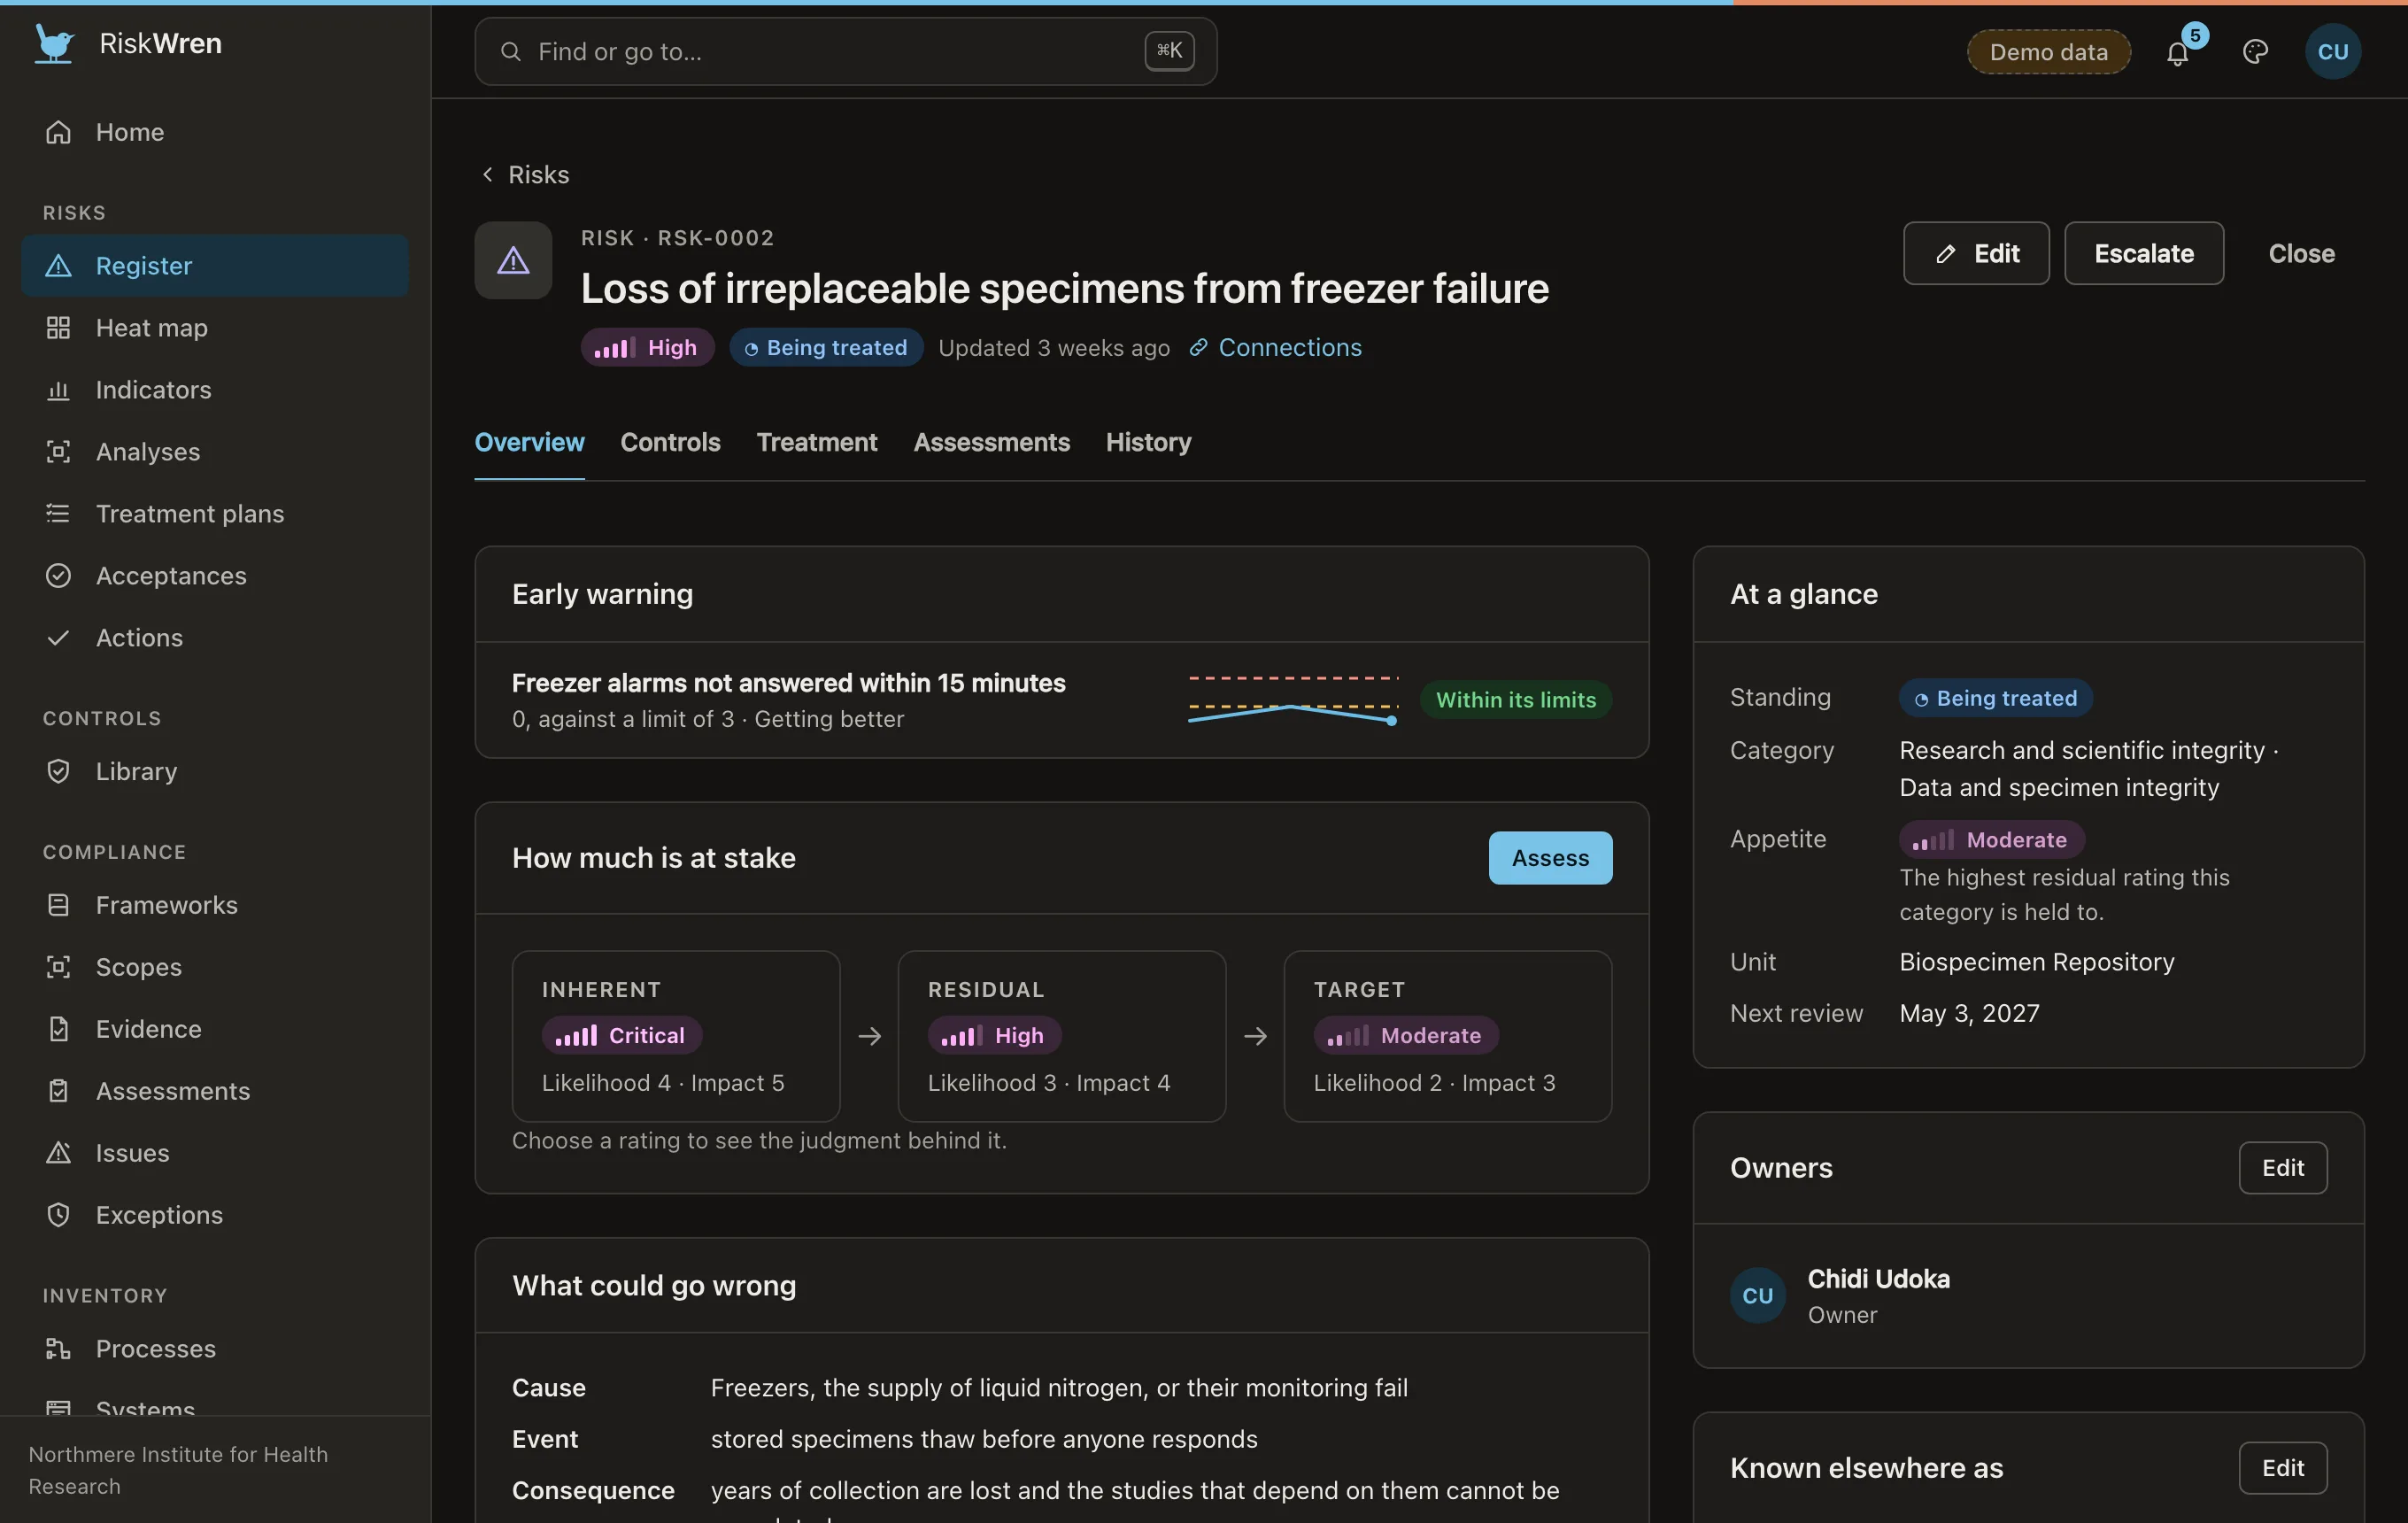 RiskWren
Find or go to...
⌘K
Demo data
5
CU
Home
RISKS
Register
Heat map
Indicators
Analyses
Treatment plans
Acceptances
Actions
CONTROLS
Library
COMPLIANCE
Frameworks
Scopes
Evidence
Assessments
Issues
Exceptions
INVENTORY
Processes
Systems
Northmere Institute for Health
Research
Risks
RISK · RSK-0002
Loss of irreplaceable specimens from freezer failure
High
Being treated
Updated 3 weeks ago
Connections
Edit
Escalate
Close
Overview
Controls
Treatment
Assessments
History
Early warning
Freezer alarms not answered within 15 minutes
0, against a limit of 3 · Getting better
Within its limits
How much is at stake
Assess
INHERENT
Critical
Likelihood 4 · Impact 5
RESIDUAL
High
Likelihood 3 · Impact 4
TARGET
Moderate
Likelihood 2 · Impact 3
Choose a rating to see the judgment behind it.
What could go wrong
Cause
Freezers, the supply of liquid nitrogen, or their monitoring fail
Event
stored specimens thaw before anyone responds
Consequence
years of collection are lost and the studies that depend on them cannot be
At a glance
Standing
Being treated
Category
Research and scientific integrity ·
Data and specimen integrity
Appetite
Moderate
The highest residual rating this
category is held to.
Unit
Biospecimen Repository
Next review
May 3, 2027
Owners
Edit
CU
Chidi Udoka
Owner
Known elsewhere as
Edit